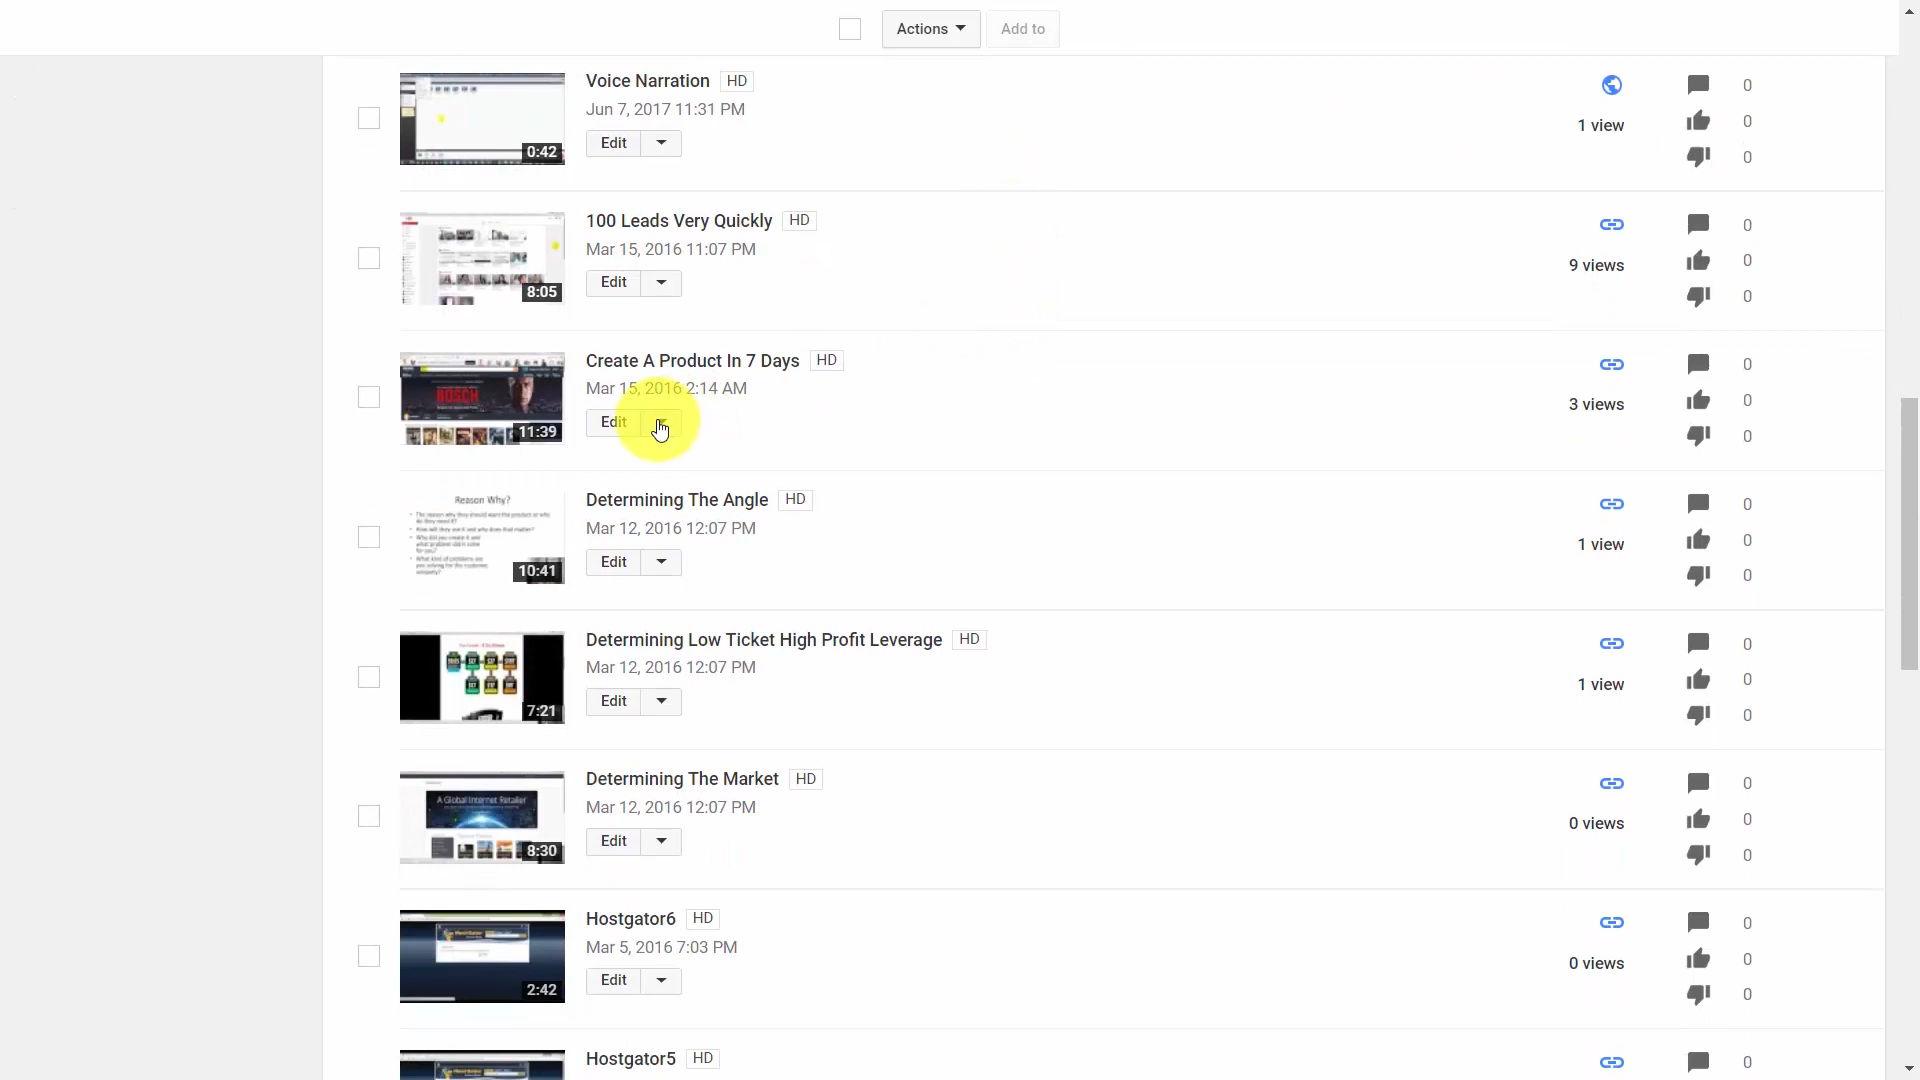 Actions Add to
Voice Narration HD
Jun 7, 2017 11:31 PM
Edit
0:42
1 view
0
0
0
100 Leads Very Quickly HD
Mar 15, 2016 11:07 PM
Edit
8:05
9 views
0
0
0
Create A Product In 7 Days HD
Mar 15, 2016 2:14 AM
Edit
BOSCH
11:39
3 views
0
0
0
Determining The Angle HD
Mar 12, 2016 12:07 PM
Edit
Reason Why?
10:41
1 view
0
0
0
Determining Low Ticket High Profit Leverage HD
Mar 12, 2016 12:07 PM
Edit
7:21
1 view
0
0
0
Determining The Market HD
Mar 12, 2016 12:07 PM
Edit
A Global Internet Retailer
8:30
0 views
0
0
0
Hostgator6 HD
Mar 5, 2016 7:03 PM
Edit
2:42
0 views
0
0
0
Hostgator5 HD
0